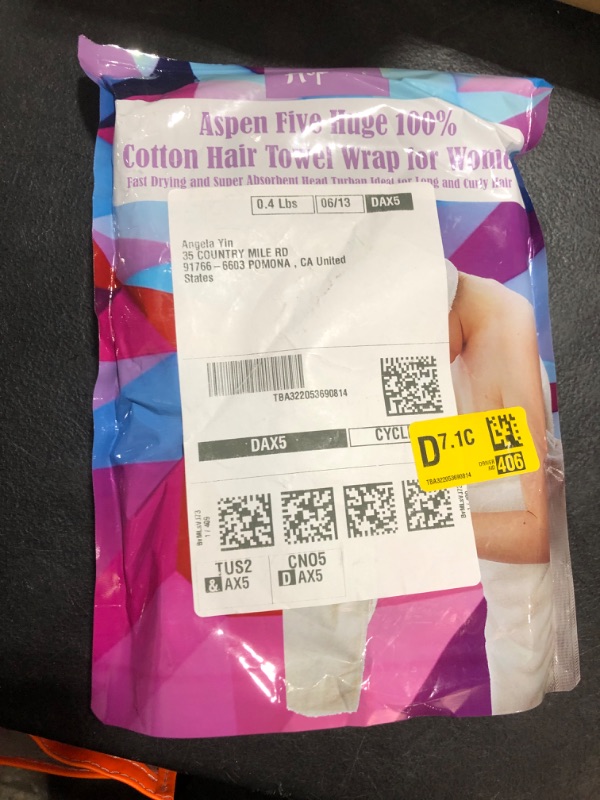 Aspen Five Huge 100%
Cotton Hair Towel Wrap for
Fast Drying and Super Absorbent Head Turban Ideal for Long and Curly Hair
0.4 Lbs 06/13 DAX5
Angela Yin
35 COUNTRY MILE RD
91766-6603 POMONA , CA United
States
TBA322053690814
DAX5 CYCL
D7.1C
406
TBA322053690814
TUS2 CNO5
& AX5 D AX5